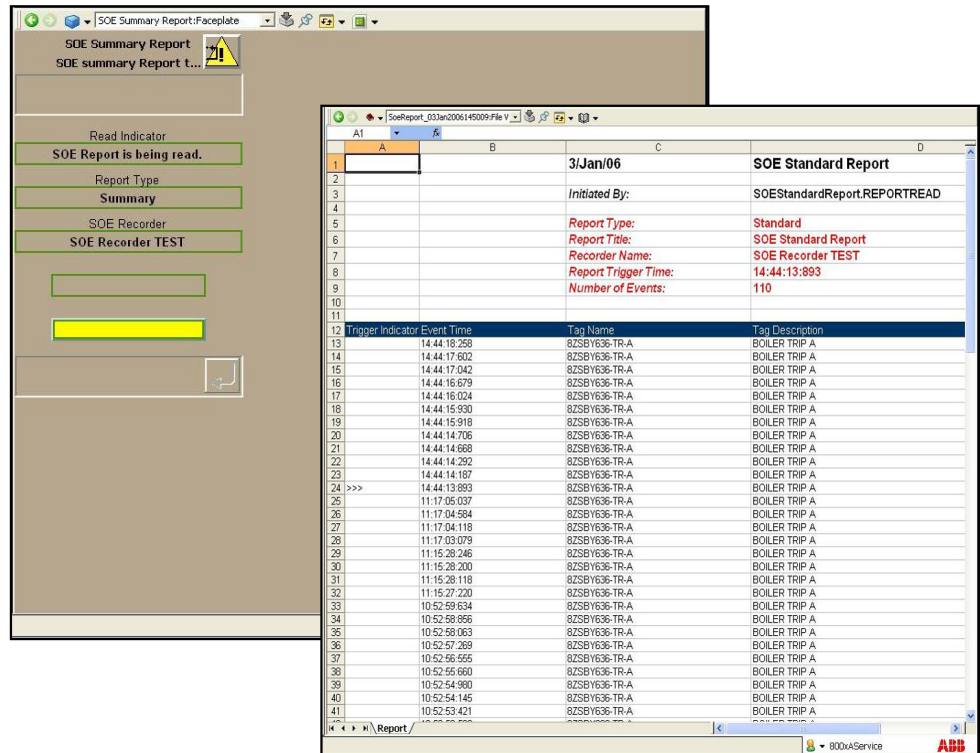 SOE Summary Report:Faceplate
SOE Summary Report
SOE summary Report t...
Read Indicator
SOE Report is being read.
Report Type
Summary
SOE Recorder
SOE Recorder TEST
SoeReport_03Jan2006145009:File V
A1 fx
A B C D
1 3/Jan/06 SOE Standard Report
2
3 Initiated By: SOEStandardReport.REPORTREAD
4
5 Report Type: Standard
6 Report Title: SOE Standard Report
7 Recorder Name: SOE Recorder TEST
8 Report Trigger Time: 14:44:13:893
9 Number of Events: 110
10
11
12 Trigger Indicator Event Time Tag Name Tag Description
13 14:44:18:258 8ZSBY636-TR-A BOILER TRIP A
14 14:44:17:602 8ZSBY636-TR-A BOILER TRIP A
15 14:44:17:042 8ZSBY636-TR-A BOILER TRIP A
16 14:44:16:679 8ZSBY636-TR-A BOILER TRIP A
17 14:44:16:024 8ZSBY636-TR-A BOILER TRIP A
18 14:44:15:930 8ZSBY636-TR-A BOILER TRIP A
19 14:44:15:918 8ZSBY636-TR-A BOILER TRIP A
20 14:44:14:706 8ZSBY636-TR-A BOILER TRIP A
21 14:44:14:668 8ZSBY636-TR-A BOILER TRIP A
22 14:44:14:292 8ZSBY636-TR-A BOILER TRIP A
23 14:44:14:187 8ZSBY636-TR-A BOILER TRIP A
24 >>> 14:44:13:893 8ZSBY636-TR-A BOILER TRIP A
25 11:17:05:037 8ZSBY636-TR-A BOILER TRIP A
26 11:17:04:584 8ZSBY636-TR-A BOILER TRIP A
27 11:17:04:118 8ZSBY636-TR-A BOILER TRIP A
28 11:17:03:079 8ZSBY636-TR-A BOILER TRIP A
29 11:15:28:246 8ZSBY636-TR-A BOILER TRIP A
30 11:15:28:200 8ZSBY636-TR-A BOILER TRIP A
31 11:15:28:118 8ZSBY636-TR-A BOILER TRIP A
32 11:15:27:220 8ZSBY636-TR-A BOILER TRIP A
33 10:52:59:634 8ZSBY636-TR-A BOILER TRIP A
34 10:52:58:856 8ZSBY636-TR-A BOILER TRIP A
35 10:52:58:063 8ZSBY636-TR-A BOILER TRIP A
36 10:52:57:269 8ZSBY636-TR-A BOILER TRIP A
37 10:52:56:555 8ZSBY636-TR-A BOILER TRIP A
38 10:52:55:660 8ZSBY636-TR-A BOILER TRIP A
39 10:52:54:980 8ZSBY636-TR-A BOILER TRIP A
40 10:52:54:145 8ZSBY636-TR-A BOILER TRIP A
41 10:52:53:421 8ZSBY636-TR-A BOILER TRIP A
Report
800xAService ABB